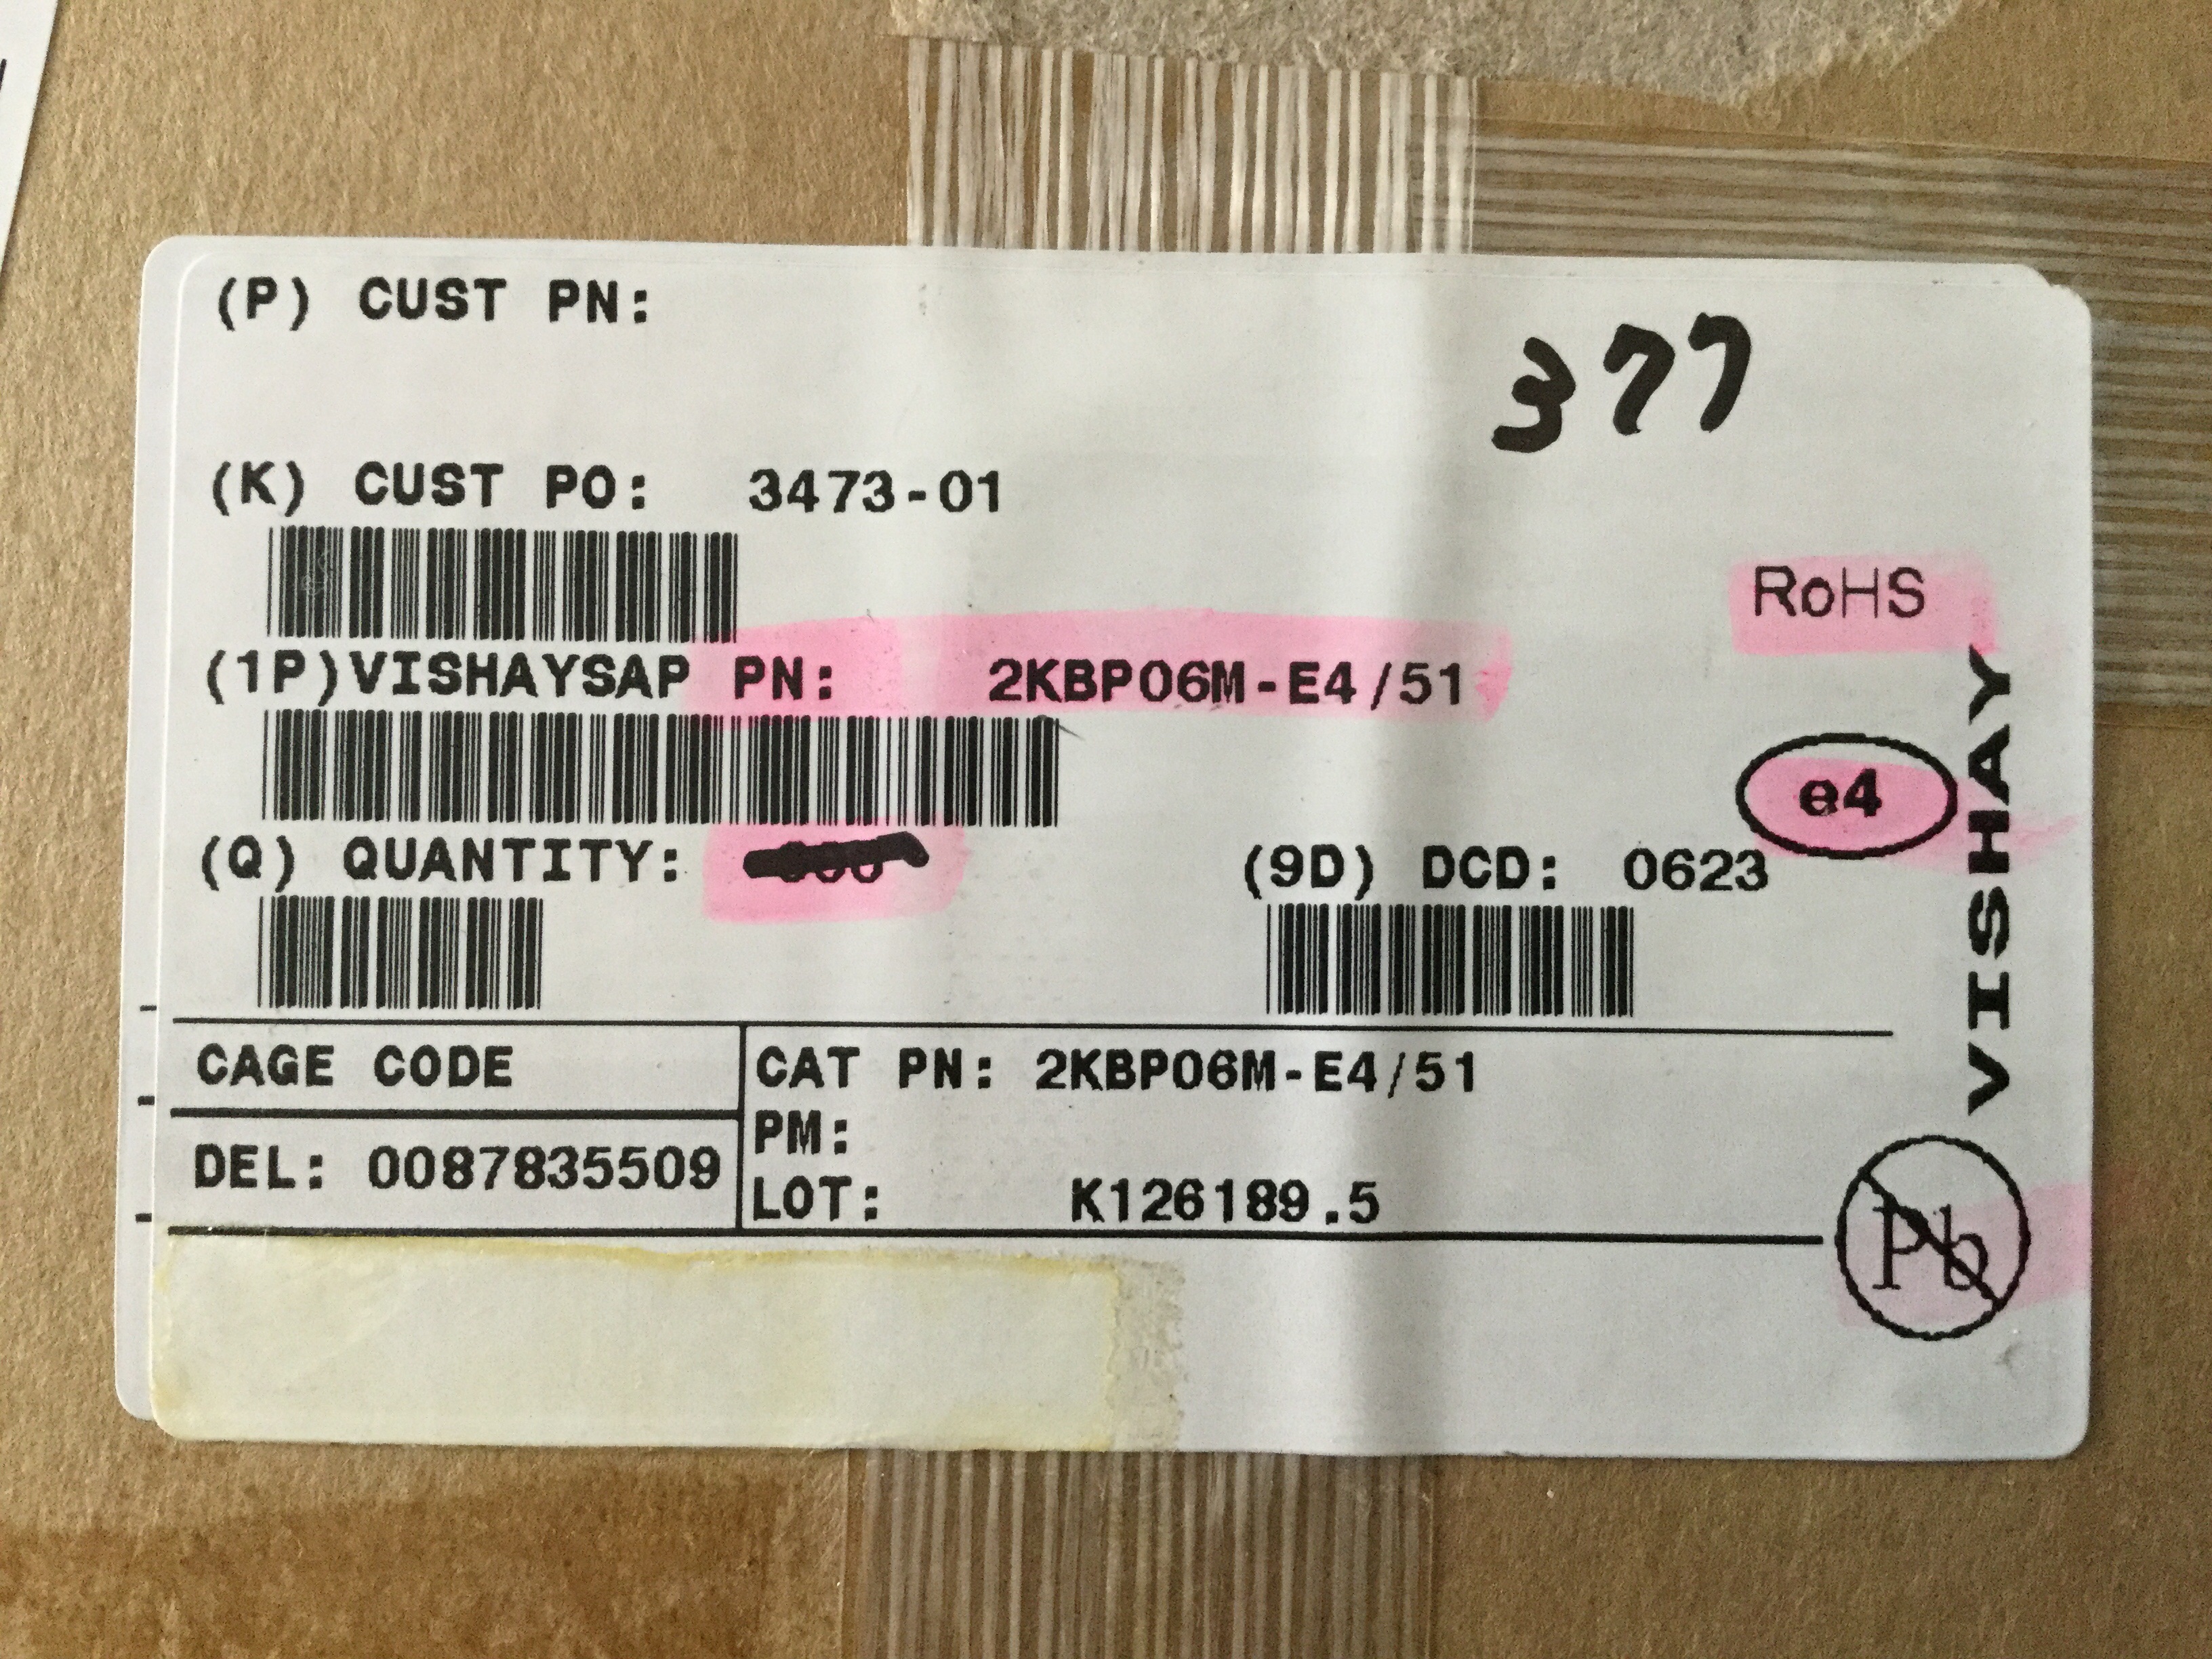 (P) CUST PN:
377
(K) CUST PO: 3473-01
RoHS
(1P)VISHAYSAP PN: 2KBP06M-E4/51
e4
VISHAY
(Q) QUANTITY:
(9D) DCD: 0623
CAGE CODE
CAT PN: 2KBP06M-E4/51
PM:
DEL: 0087835509
LOT: K126189.5
Pb